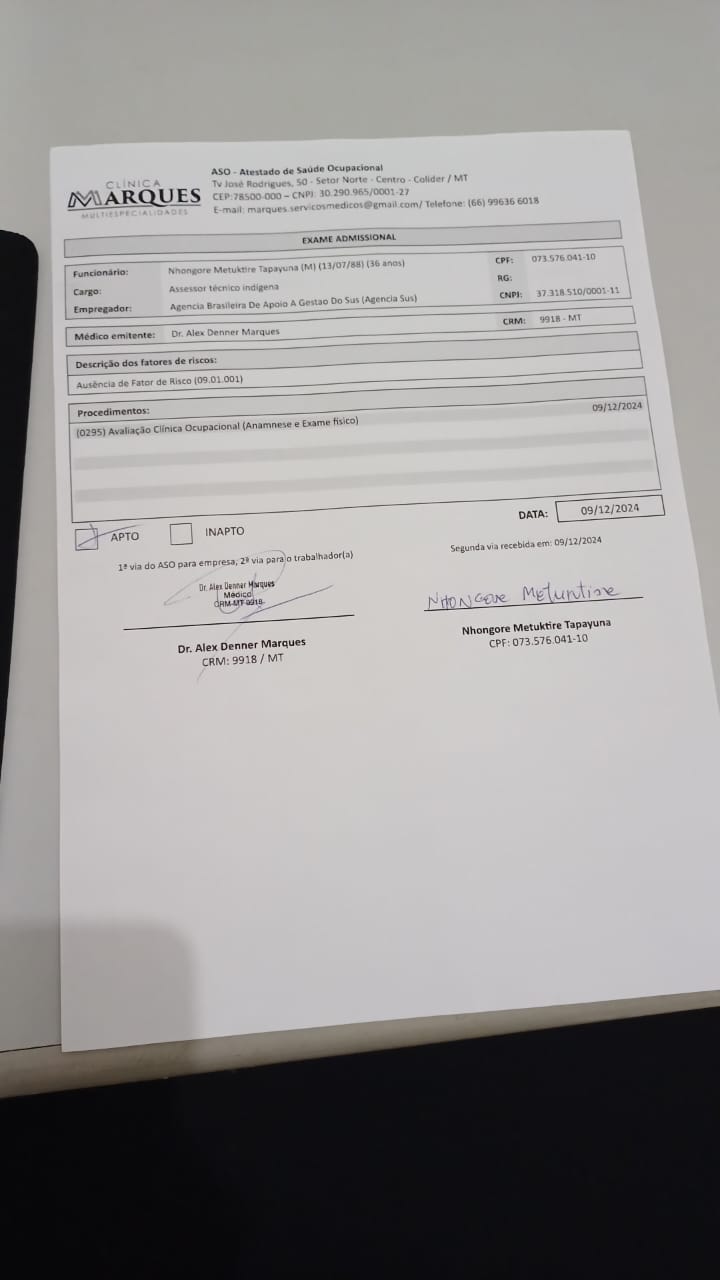 CLÍNICA
MARQUES
MULTIESPECIALIDADES
ASO - Atestado de Saúde Ocupacional
Tv José Rodrigues, 50 - Setor Norte - Centro - Colider / MT
CEP:78500-000 – CNPJ: 30.290.965/0001-27
E-mail: marques.servicosmedicos@gmail.com/ Telefone: (66) 99636 6018
EXAME ADMISSIONAL
Funcionário: Nhongore Metuktire Tapayuna (M) (13/07/88) (36 anos) CPF: 073.576.041-10
Cargo: Assessor técnico indígena RG:
Empregador: Agencia Brasileira De Apoio A Gestao Do Sus (Agencia Sus) CNPJ: 37.318.510/0001-11
Médico emitente: Dr. Alex Denner Marques CRM: 9918 - MT
Descrição dos fatores de riscos:
Ausência de Fator de Risco (09.01.001)
Procedimentos:
(0295) Avaliação Clínica Ocupacional (Anamnese e Exame físico) 09/12/2024
APTO INAPTO DATA: 09/12/2024
1ª via do ASO para empresa, 2ª via para o trabalhador(a) Segunda via recebida em: 09/12/2024
Dr. Alex Denner Marques
Médico
CRM-MT 9918
NHONGORE Metuktire
Dr. Alex Denner Marques
CRM: 9918 / MT
Nhongore Metuktire Tapayuna
CPF: 073.576.041-10